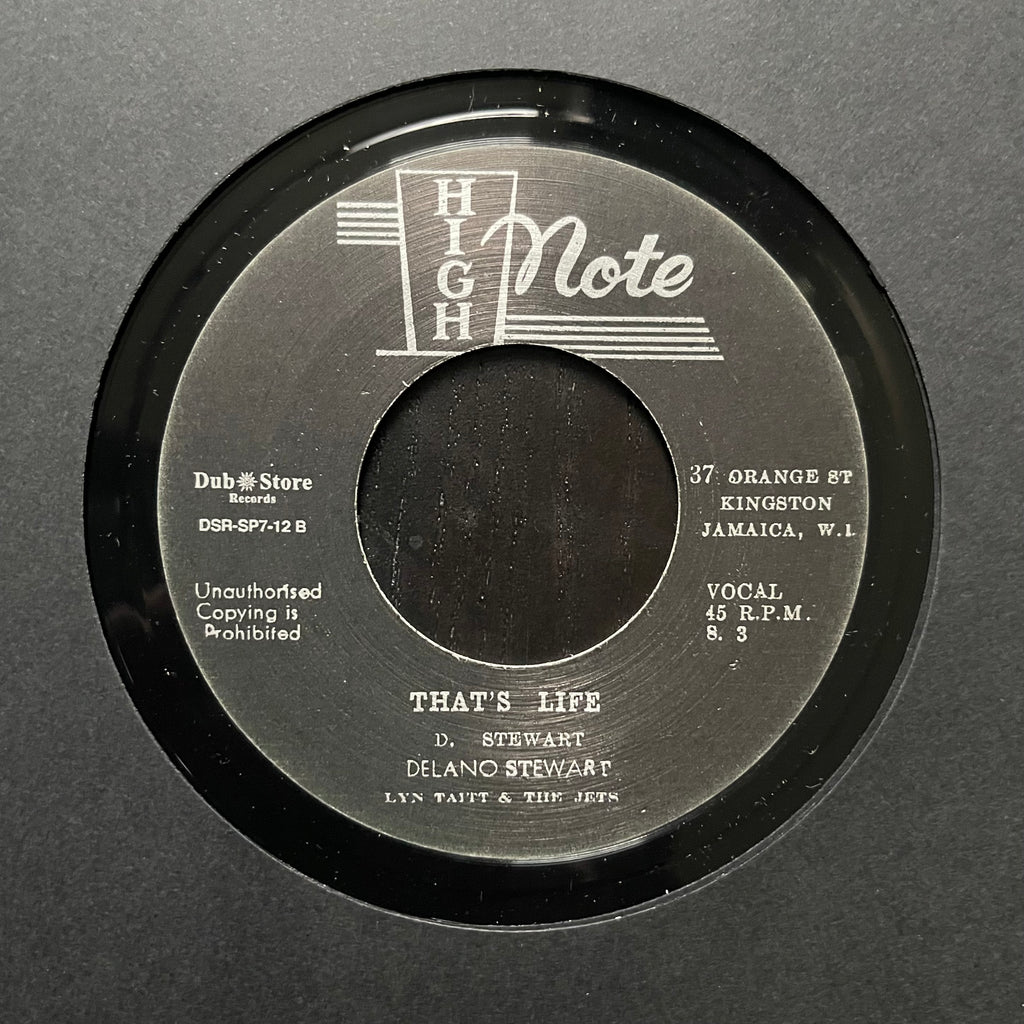 HIGH
Note
Dub Store
Records
DSR-SP7-12 B
Unauthorised
Copying is
Prohibited
37 ORANGE ST
KINGSTON
JAMAICA, W.I.
VOCAL
45 R.P.M.
8. 3
THAT'S LIFE
D. STEWART
DELANO STEWART
LYN TAITT & THE JETS